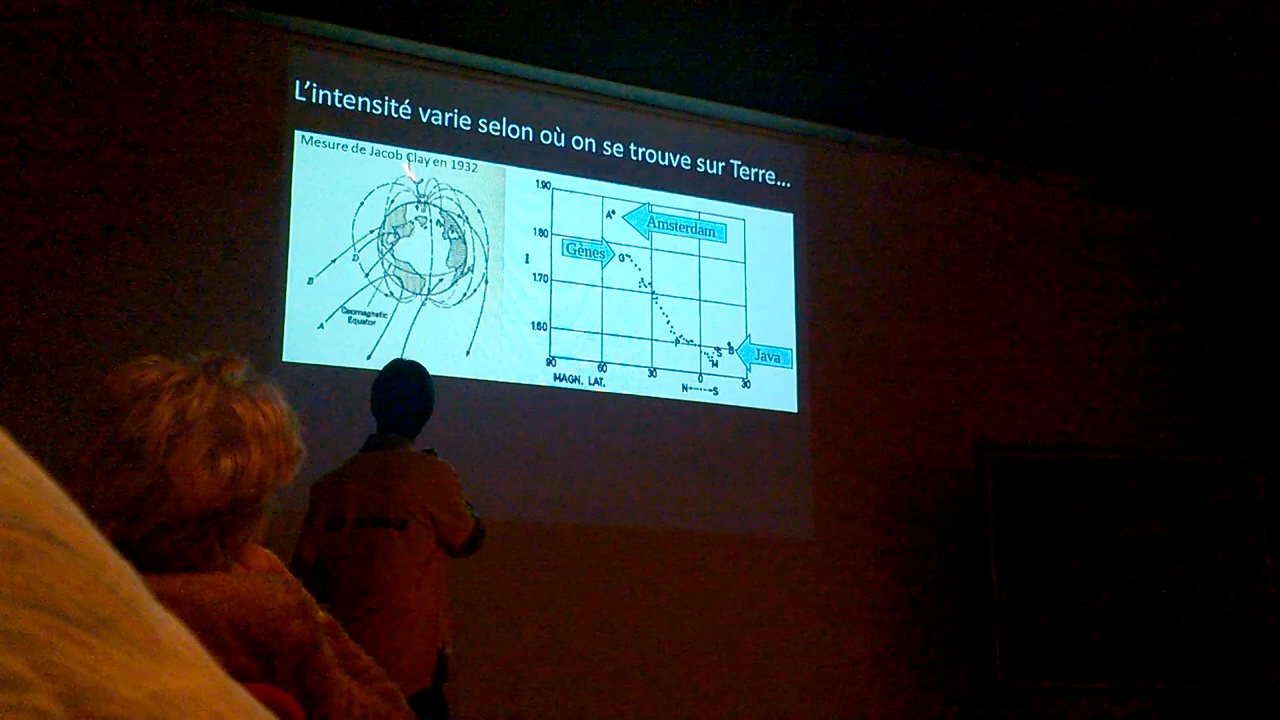 L'intensité varie selon où on se trouve sur Terre...
Mesure de Jacob Clay en 1932
B
D
A
Geomagnetic
Equator
1.90
1.80
1.70
1.60
A
Amsterdam
Gènes
G
P
S
M
B
Java
90
60
30
0
30
MAGN. LAT.
N
S